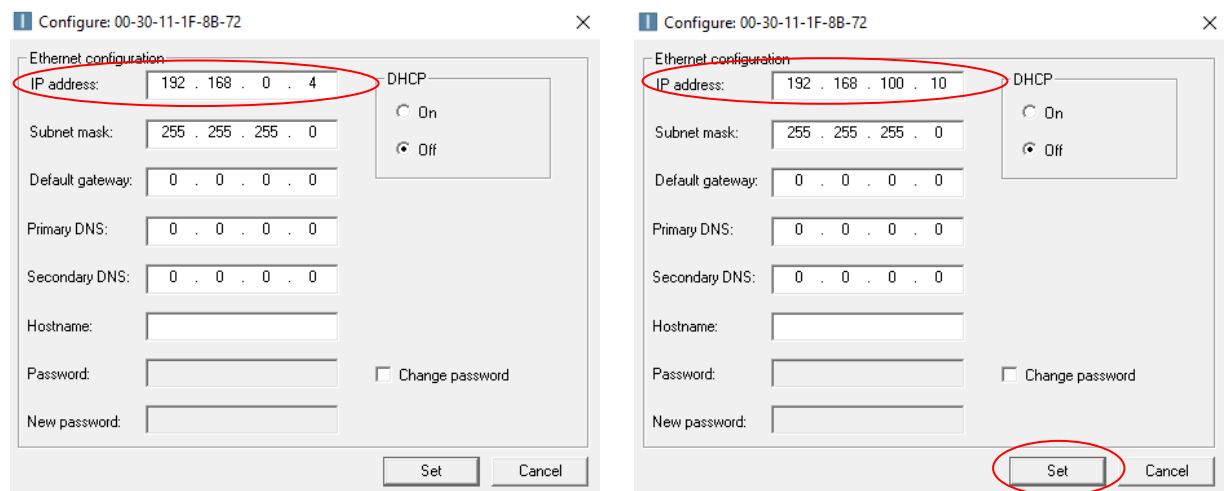 Configure: 00-30-11-1F-8B-72
Ethernet configuration
IP address: 192 . 168 . 0 . 4
DHCP
On
Subnet mask: 255 . 255 . 255 . 0
Off
Default gateway: 0 . 0 . 0 . 0
Primary DNS: 0 . 0 . 0 . 0
Secondary DNS: 0 . 0 . 0 . 0
Hostname:
Password:
Change password
New password:
Set Cancel
Configure: 00-30-11-1F-8B-72
Ethernet configuration
IP address: 192 . 168 . 100 . 10
DHCP
On
Subnet mask: 255 . 255 . 255 . 0
Off
Default gateway: 0 . 0 . 0 . 0
Primary DNS: 0 . 0 . 0 . 0
Secondary DNS: 0 . 0 . 0 . 0
Hostname:
Password:
Change password
New password:
Set Cancel